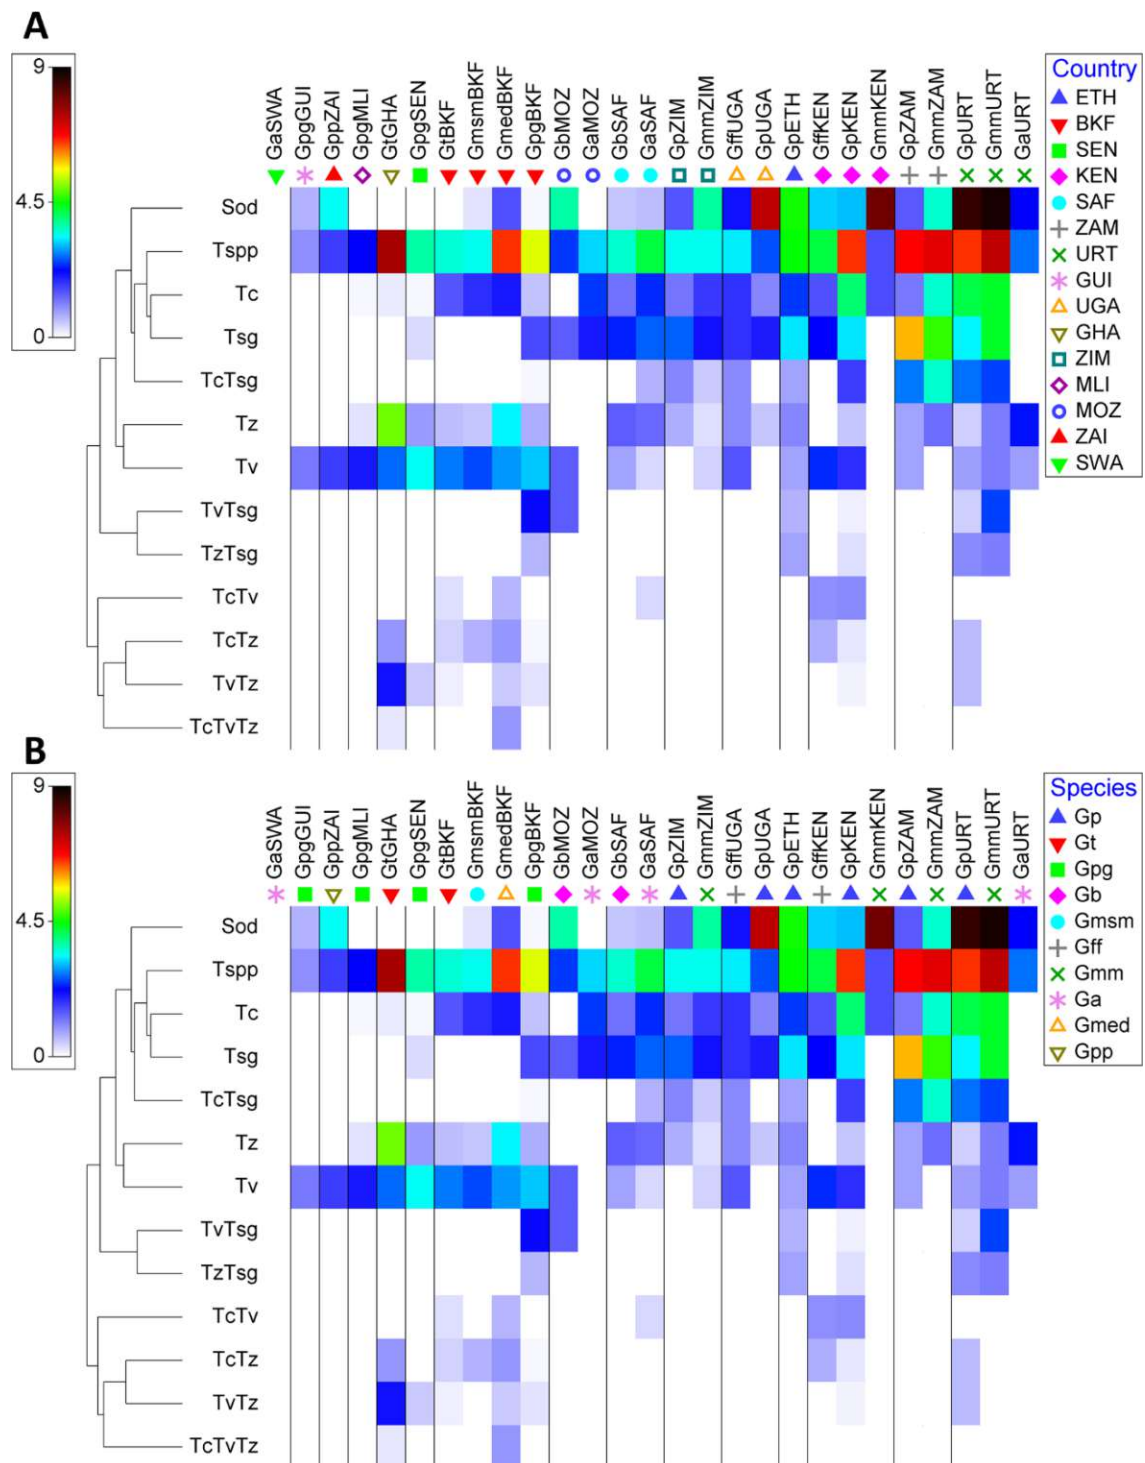 A
9
4.5
0
GaSWA
GpgGUI
GppZAI
GpgMLI
GtGHA
GpgSEN
GtBKF
GmsmBKF
GmedBKF
GpgBKF
GbMOZ
GaMOZ
GbSAF
GaSAF
GpZIM
GmmZIM
GffUGA
GpUGA
GpETH
GffKEN
GpKEN
GmmKEN
GpZAM
GmmZAM
GpURT
GmmURT
GaURT
Sod
Tspp
Tc
Tsg
TcTsg
Tz
Tv
TvTsg
TzTsg
TcTv
TcTz
TvTz
TcTvTz
Country
ETH
BKF
SEN
KEN
SAF
ZAM
URT
GUI
UGA
GHA
ZIM
MLI
MOZ
ZAI
SWA
B
9
4.5
0
GaSWA
GpgGUI
GppZAI
GpgMLI
GtGHA
GpgSEN
GtBKF
GmsmBKF
GmedBKF
GpgBKF
GbMOZ
GaMOZ
GbSAF
GaSAF
GpZIM
GmmZIM
GffUGA
GpUGA
GpETH
GffKEN
GpKEN
GmmKEN
GpZAM
GmmZAM
GpURT
GmmURT
GaURT
Sod
Tspp
Tc
Tsg
TcTsg
Tz
Tv
TvTsg
TzTsg
TcTv
TcTz
TvTz
TcTvTz
Species
Gp
Gt
Gpg
Gb
Gmsm
Gff
Gmm
Ga
Gmed
Gpp